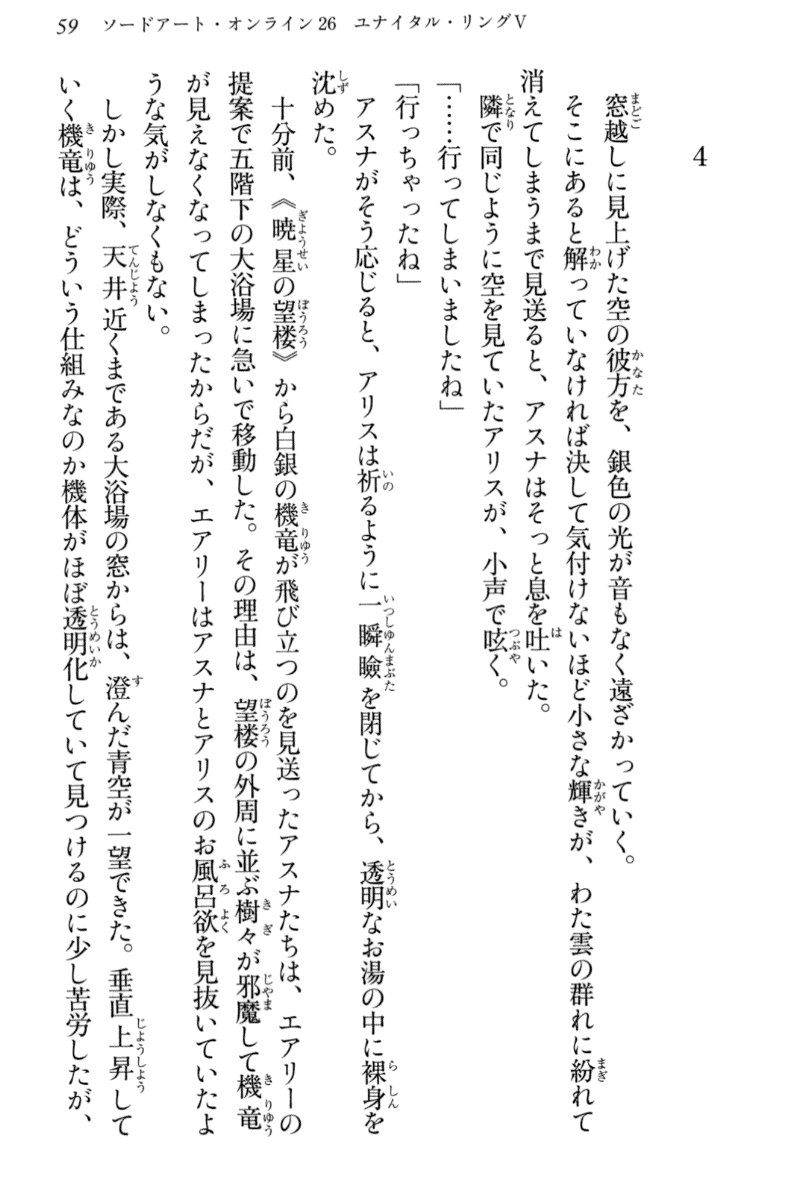 59　ソードアート・オンライン26　ユナイタル・リングⅤ
4
窓越しに見上げた空の彼方を、銀色の光が音もなく遠ざかっていく。
そこにあると解っていなければ決して気付けないほど小さな輝きが、わた雲の群れに紛れて
消えてしまうまで見送ると、アスナはそっと息を吐いた。
隣で同じように空を見ていたアリスが、小声で呟く。
「……行ってしまいましたね」
「行っちゃったね」
アスナがそう応じると、アリスは祈るように一瞬瞼を閉じてから、透明なお湯の中に裸身を
沈めた。
十分前、《暁星の望楼》から白銀の機竜が飛び立つのを見送ったアスナたちは、エアリーの
提案で五階下の大浴場に急いで移動した。その理由は、望楼の外周に並ぶ樹々が邪魔して機竜
が見えなくなってしまったからだが、エアリーはアスナとアリスのお風呂欲を見抜いていたよ
うな気がしなくもない。
しかし実際、天井近くまである大浴場の窓からは、澄んだ青空が一望できた。垂直上昇して
いく機竜は、どういう仕組みなのか機体がほぼ透明化していて見つけるのに少し苦労したが、